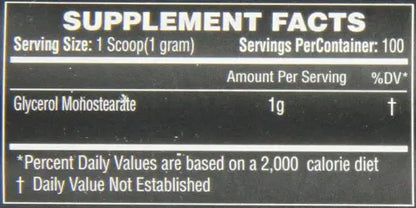 SUPPLEMENT FACTS
Serving Size: 1 Scoop(1 gram) Servings PerContainer: 100
Amount Per Serving %DV*
Glycerol Mohostearate 1g †
*Percent Daily Values are based on a 2,000 calorie diet
† Daily Value Not Established